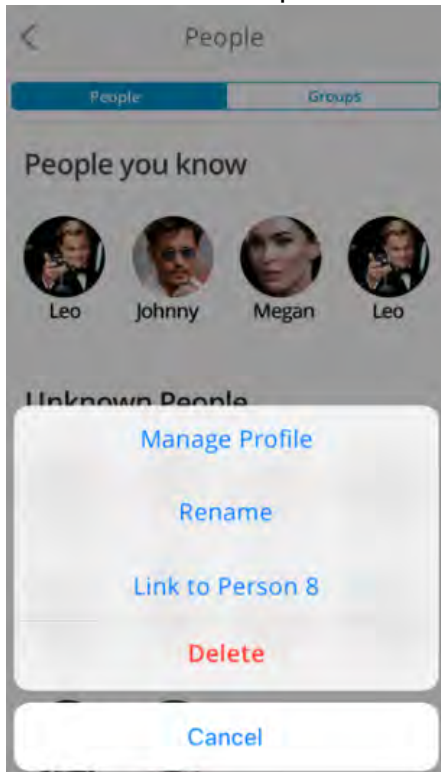 People
People Groups
People you know
Leo Johnny Megan Leo
Unknown People
Manage Profile
Rename
Link to Person 8
Delete
Cancel